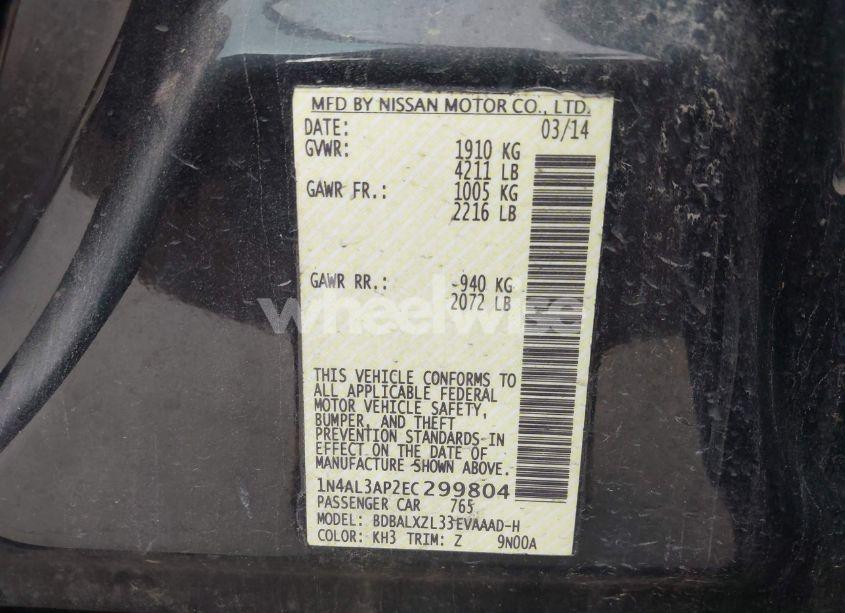 MFD BY NISSAN MOTOR CO., LTD.
DATE: 03/14
GVWR: 1910 KG
4211 LB
GAWR FR.: 1005 KG
2216 LB
GAWR RR.: 940 KG
2072 LB
wheelwise
THIS VEHICLE CONFORMS TO
ALL APPLICABLE FEDERAL
MOTOR VEHICLE SAFETY,
BUMPER, AND THEFT
PREVENTION STANDARDS IN
EFFECT ON THE DATE OF
MANUFACTURE SHOWN ABOVE.
1N4AL3AP2EC299804
PASSENGER CAR 765
MODEL: BDBALXZL33EVAAAD-H
COLOR: KH3 TRIM: Z 9N00A